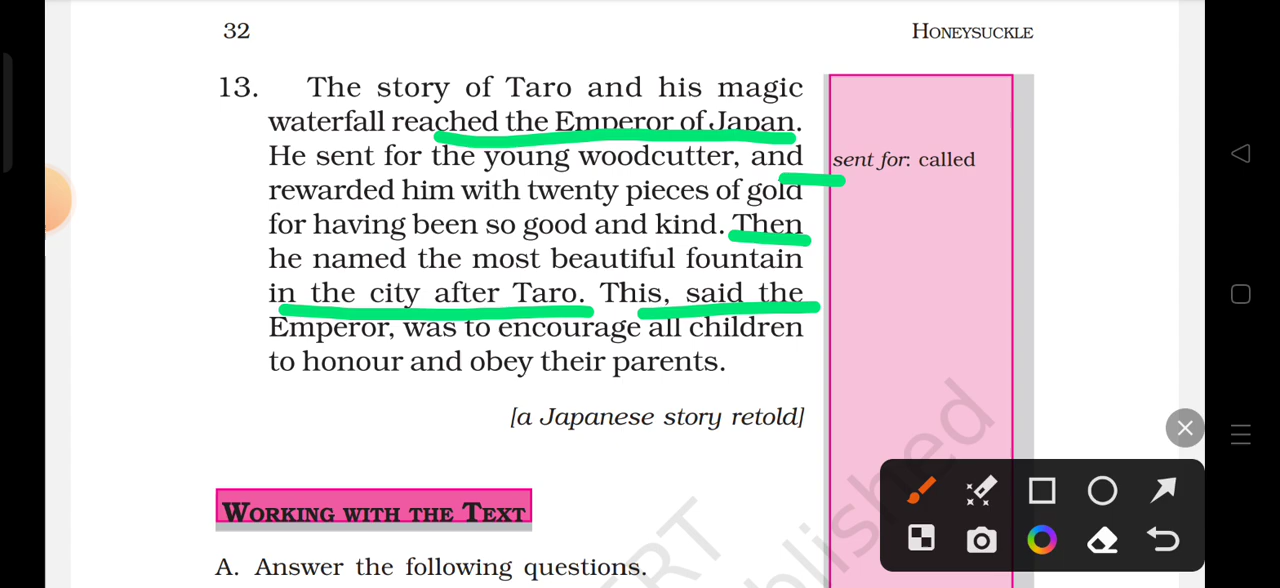 32
HONEYSUCKLE
13. The story of Taro and his magic
waterfall reached the Emperor of Japan.
He sent for the young woodcutter, and
sent for: called
rewarded him with twenty pieces of gold
for having been so good and kind. Then
he named the most beautiful fountain
in the city after Taro. This, said the
Emperor, was to encourage all children
to honour and obey their parents.
[a Japanese story retold]
WORKING WITH THE TEXT
A. Answer the following questions.